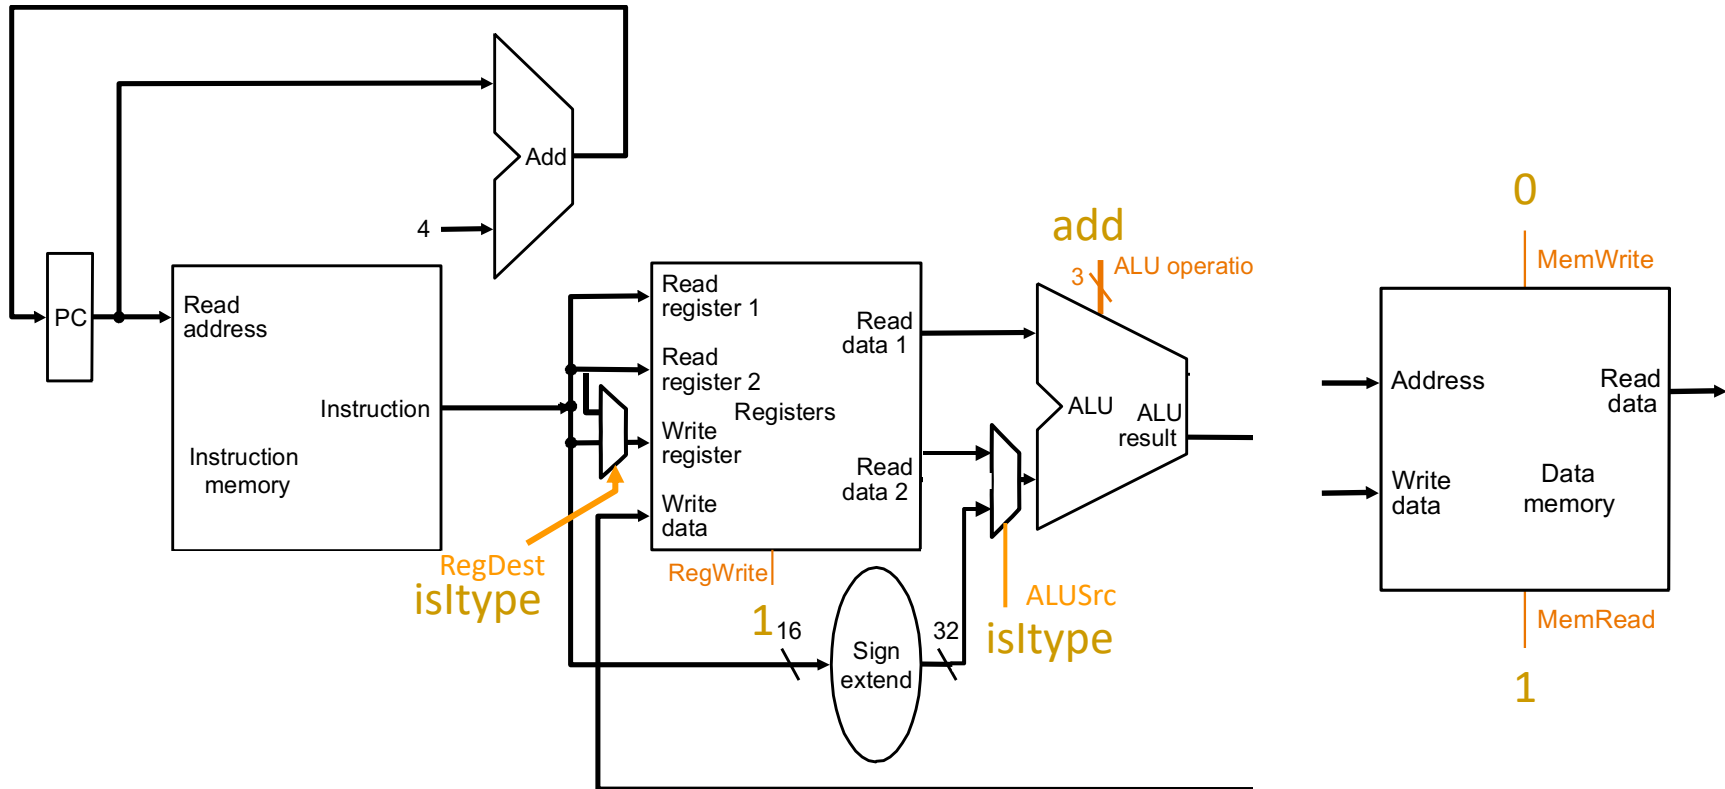 Add
4
PC
Read
address
Instruction
Instruction
memory
RegDest
isItype
Read
register 1
Read
register 2
Registers
Write
register
Write
data
Read
data 1
Read
data 2
RegWrite
1
16
Sign
extend
32
add
3
ALU operatio
ALU
ALU
result
ALUSrc
isItype
0
MemWrite
Address
Read
data
Write
data
Data
memory
MemRead
1